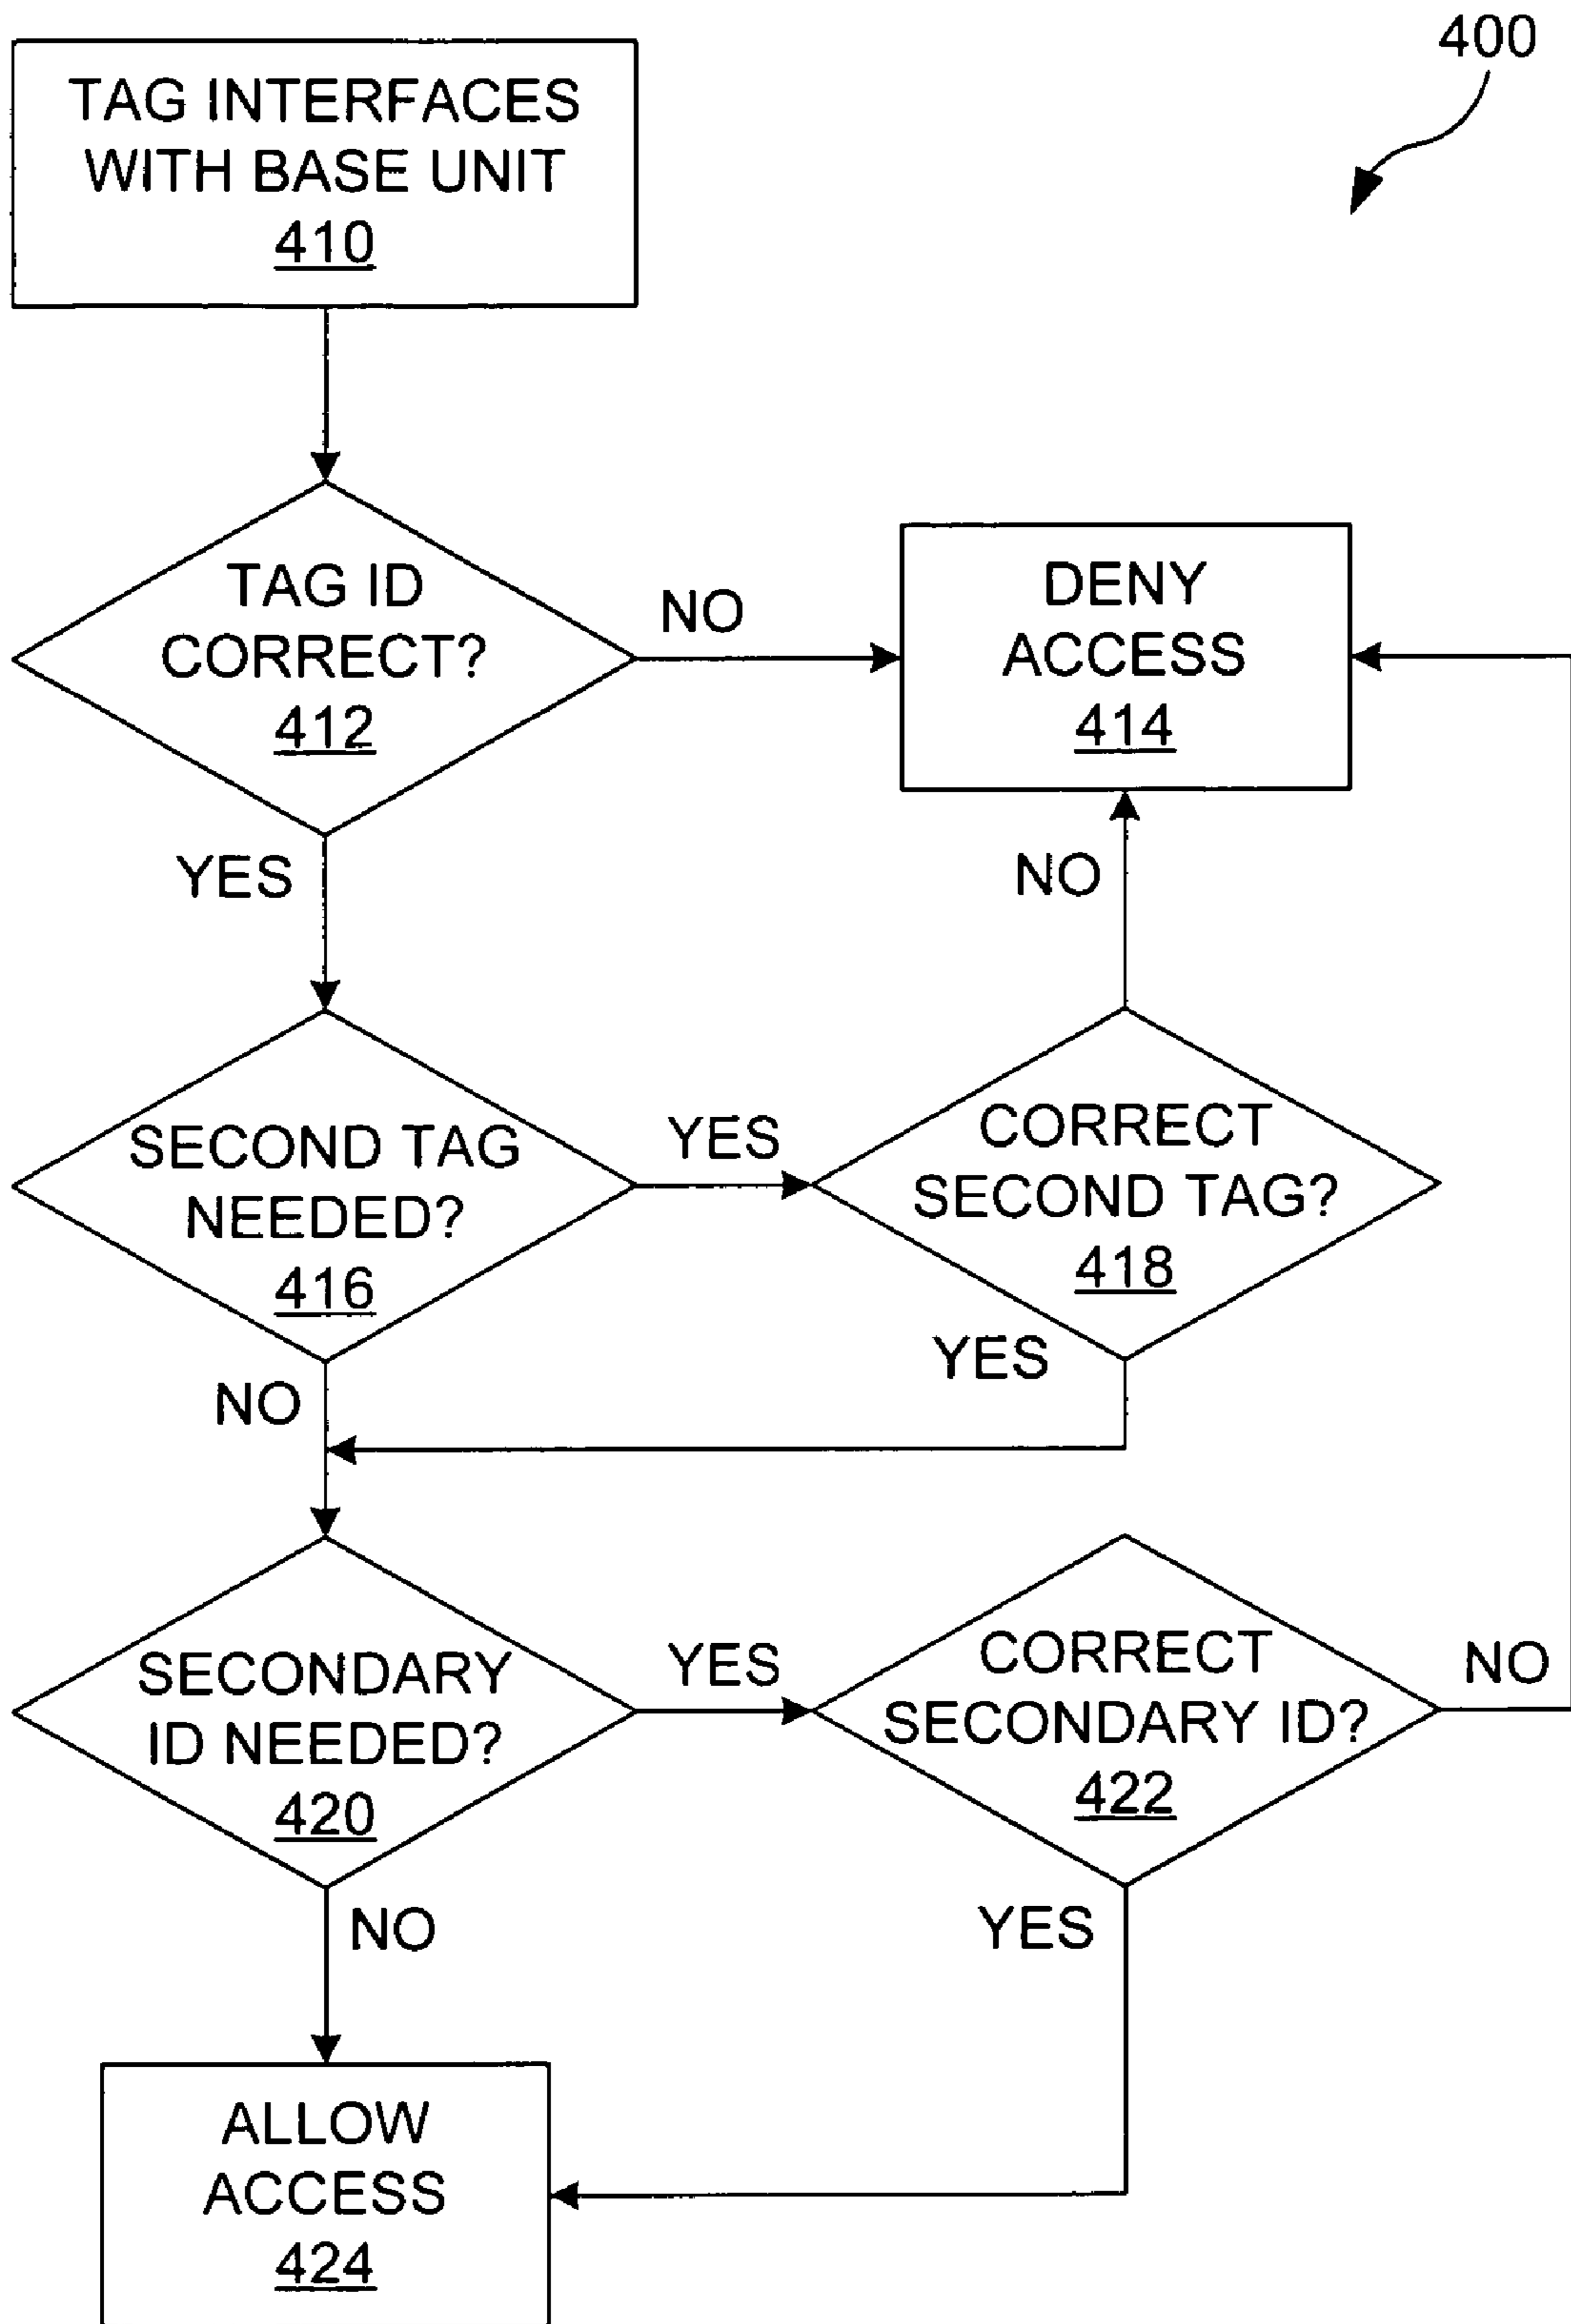 400
TAG INTERFACES
WITH BASE UNIT
410
TAG ID
CORRECT?
412
NO
DENY
ACCESS
414
YES
NO
SECOND TAG
NEEDED?
416
YES
CORRECT
SECOND TAG?
418
NO
YES
SECONDARY
ID NEEDED?
420
YES
CORRECT
SECONDARY ID?
422
NO
NO
YES
ALLOW
ACCESS
424